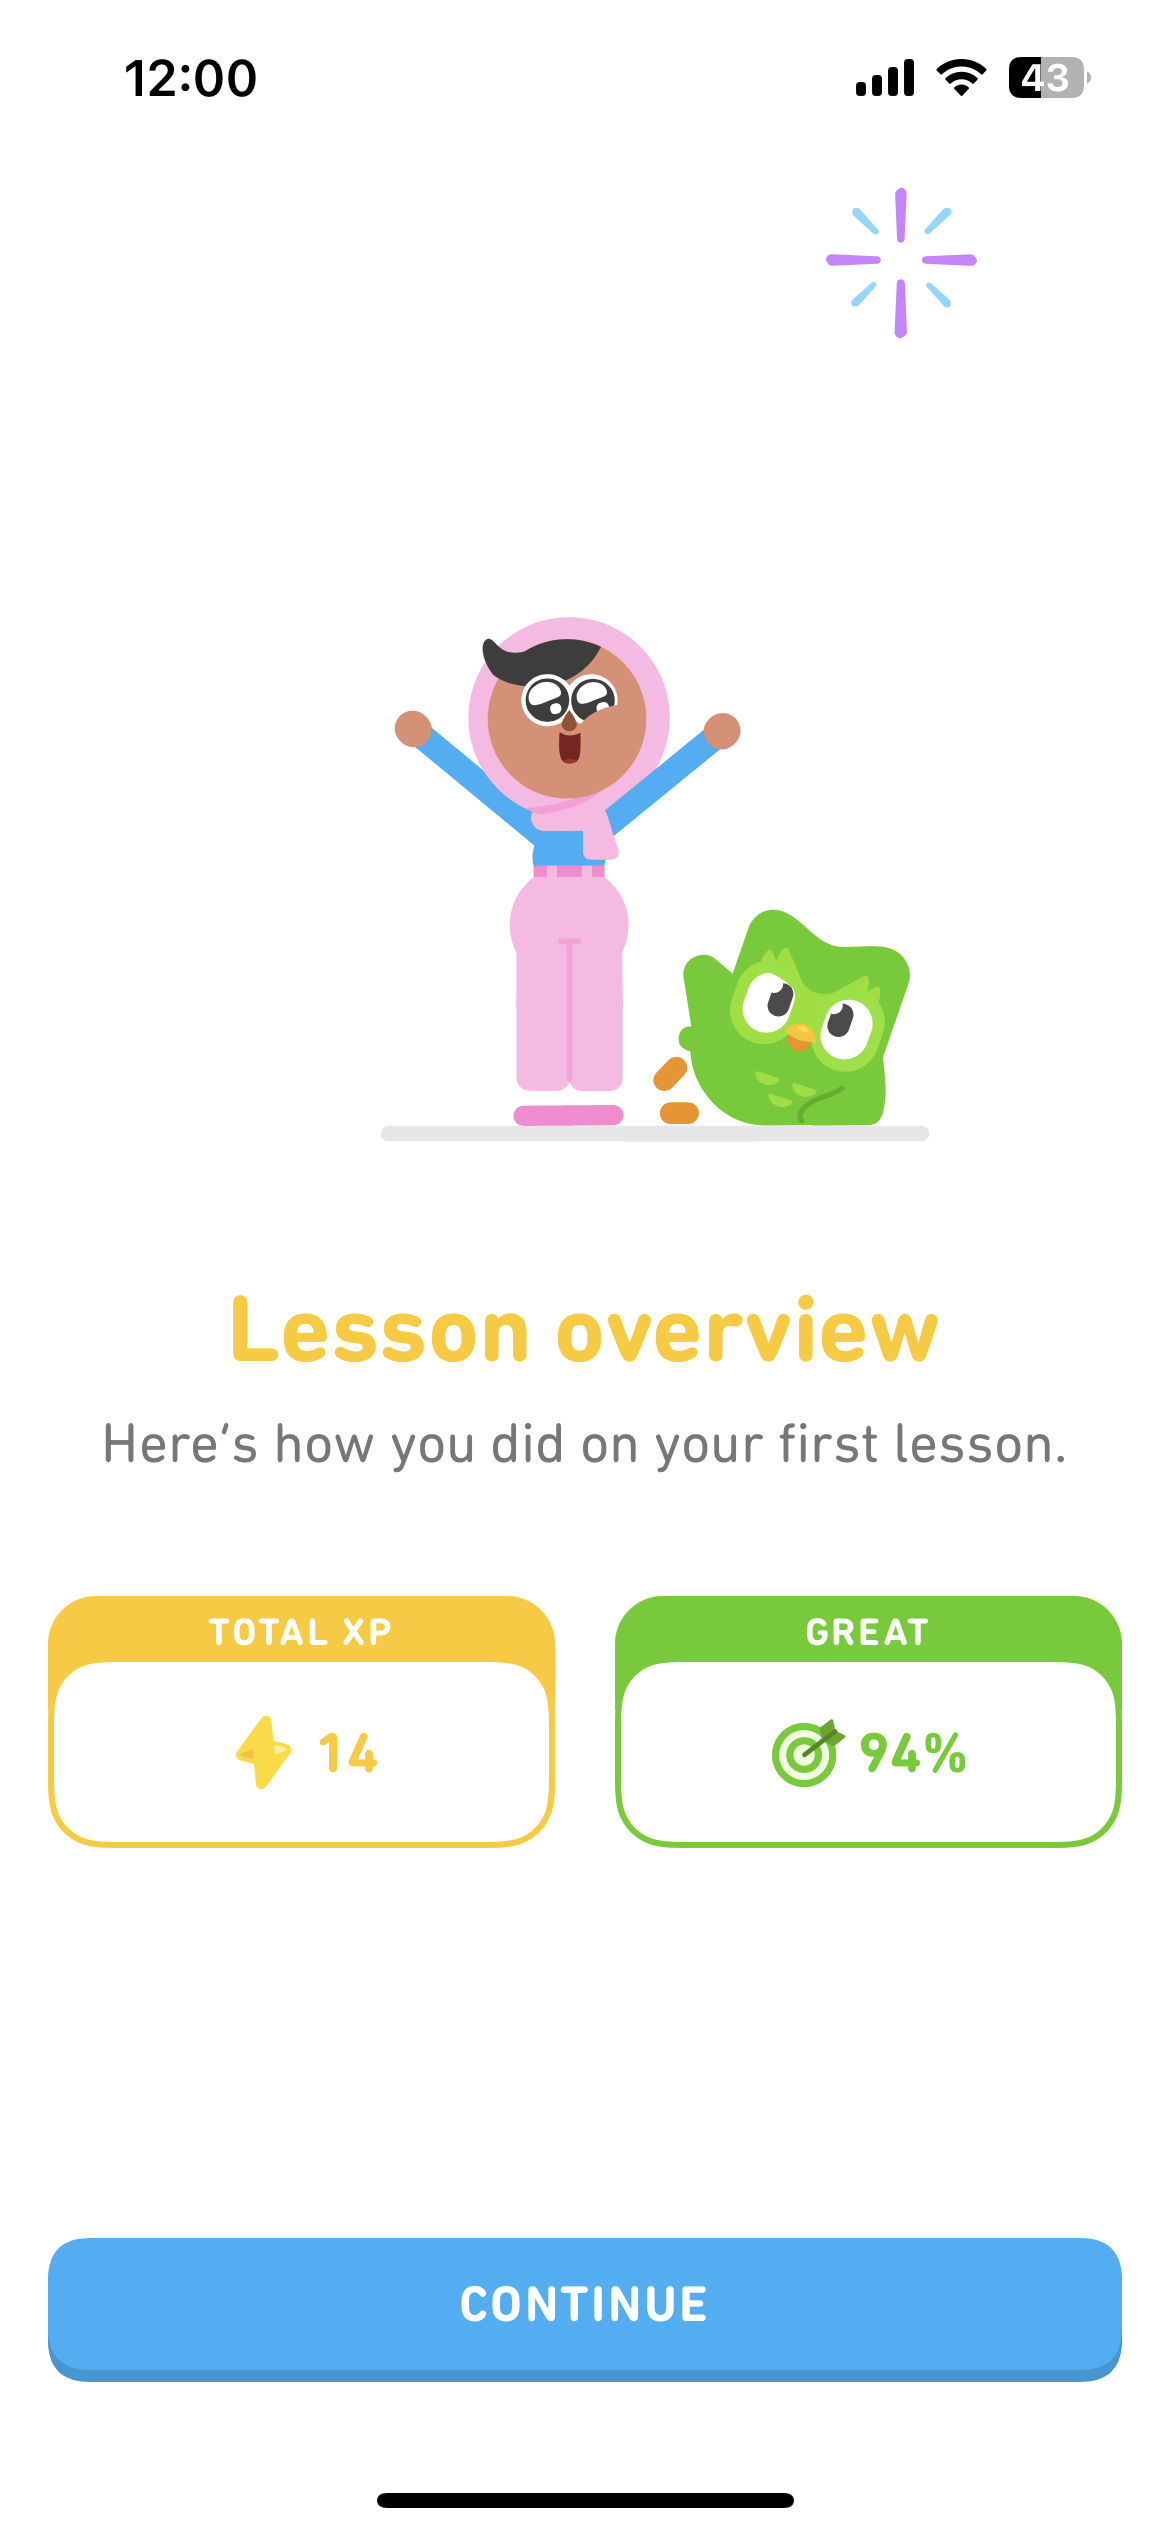 12:00
43
Lesson overview
Here's how you did on your first lesson.
TOTAL XP
14
GREAT
94%
CONTINUE